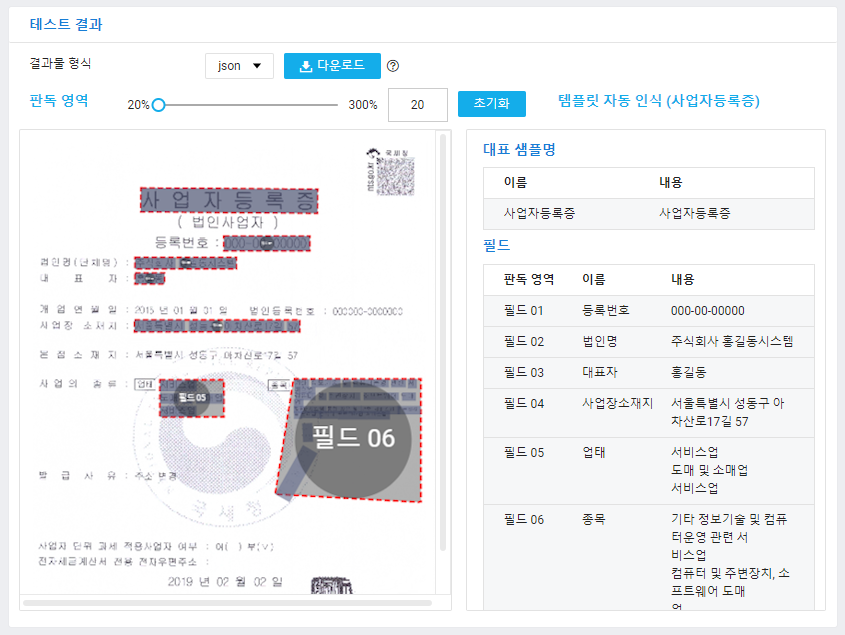 테스트 결과
결과물 형식
json
다운로드
판독 영역
20%
300%
20
초기화
템플릿 자동 인식 (사업자등록증)
국세청
nts.go.kr
사업자등록증
( 법인사업자 )
등록번호 :
법인명(단체명) :
대 표 자 :
개 업 연 월 일 : 2015 년 01 월 01 일 법인등록번호 : 000000-0000000
사업장 소재지 :
본 점 소 재 지 : 서울특별시 성동구 아차산로17길 57
사업의 종류 : 업태
필드 05
종목
필드 06
발 급 사 유 : 주소 변경
국세청
사업자 단위 과세 적용사업자 여부 : 여( ) 부(∨)
전자세금계산서 전용 전자우편주소 :
2019 년 02 월 02 일
대표 샘플명
이름 내용
사업자등록증 사업자등록증
필드
판독 영역 이름 내용
필드 01 등록번호 000-00-00000
필드 02 법인명 주식회사 홍길동시스템
필드 03 대표자 홍길동
필드 04 사업장소재지 서울특별시 성동구 아
차산로17길 57
필드 05 업태 서비스업
도매 및 소매업
서비스업
필드 06 종목 기타 정보기술 및 컴퓨
터운영 관련 서
비스업
컴퓨터 및 주변장치, 소
프트웨어 도매
업